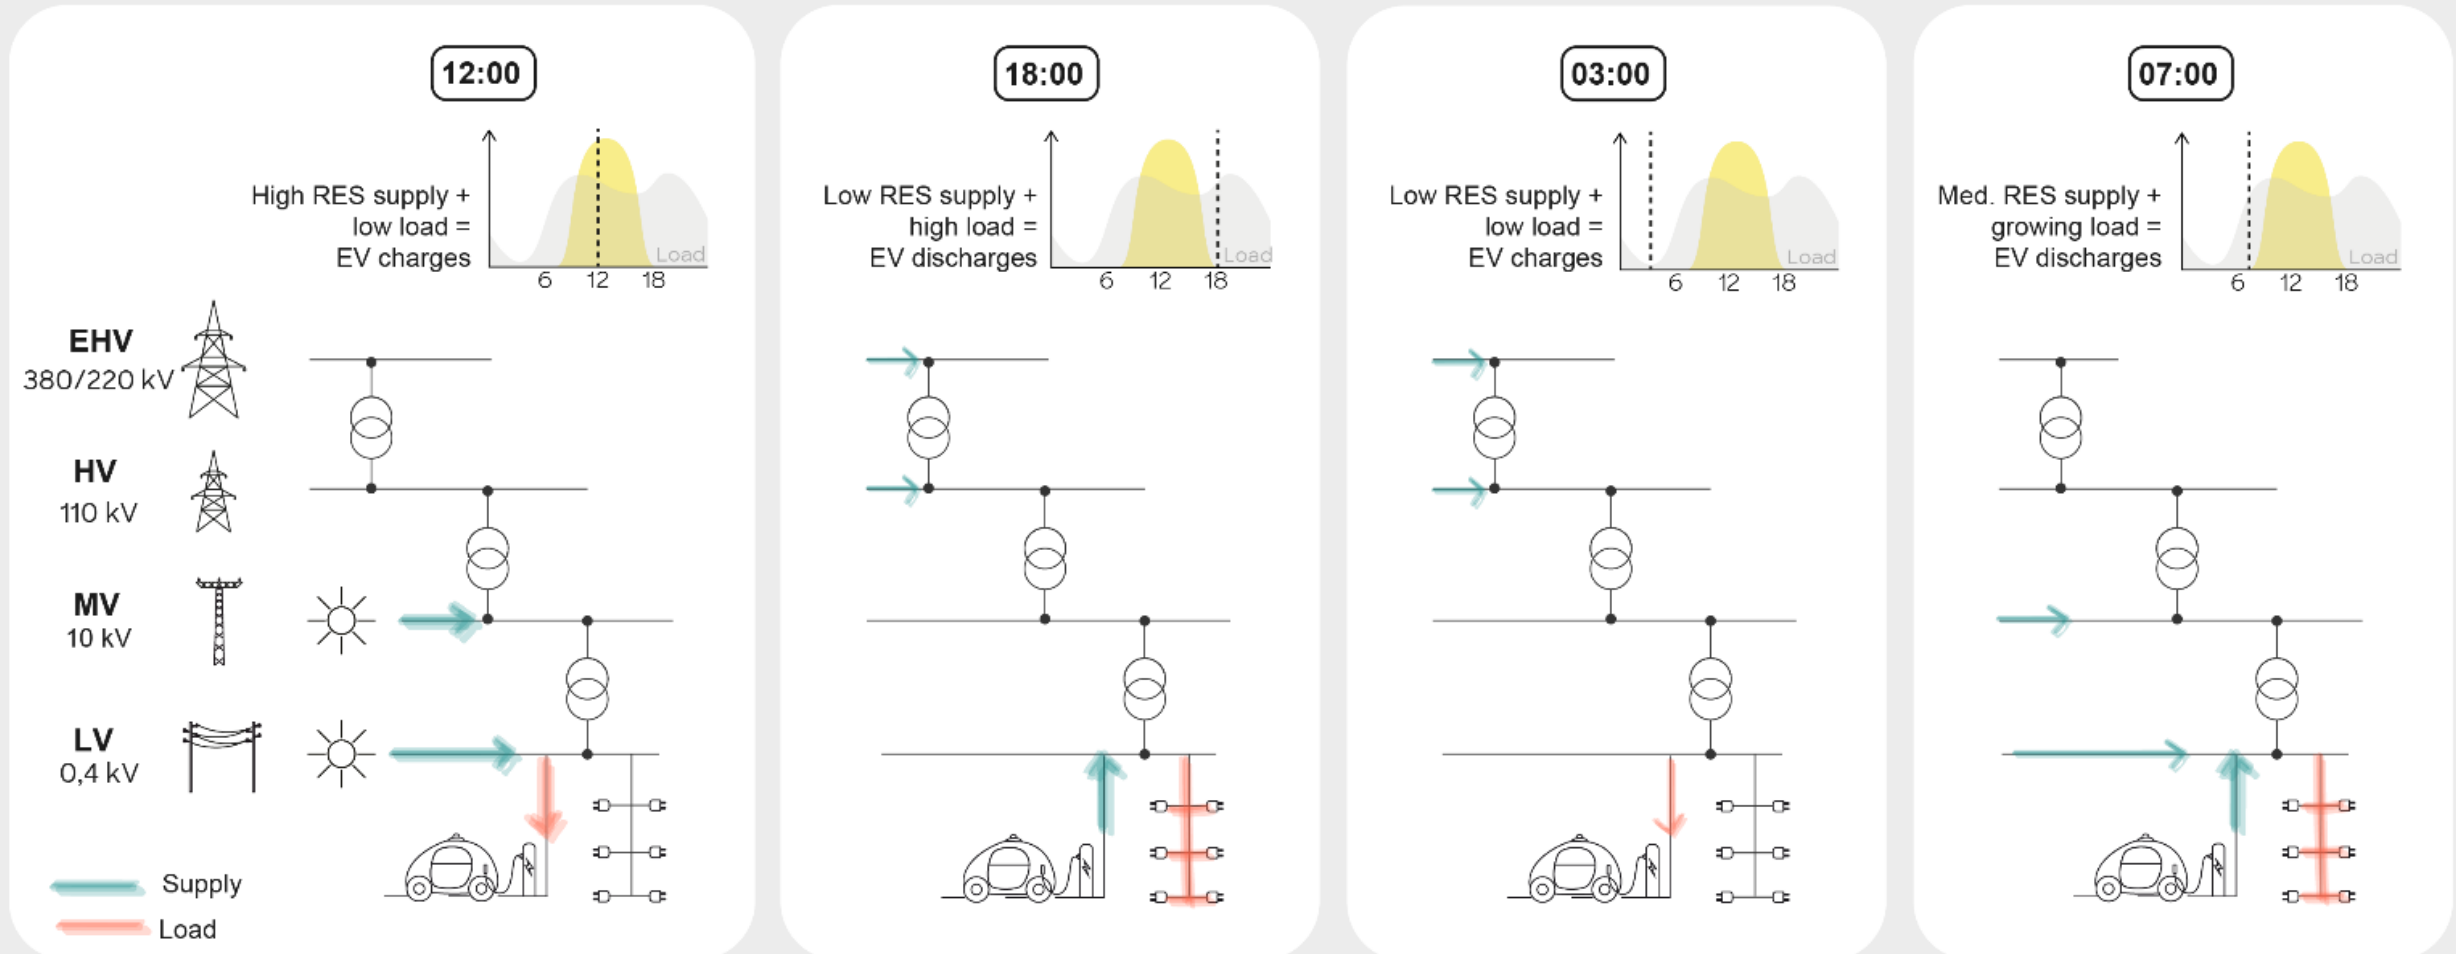 12:00
High RES supply +
low load =
EV charges
Load
6 12 18
18:00
Low RES supply +
high load =
EV discharges
Load
6 12 18
03:00
Low RES supply +
low load =
EV charges
Load
6 12 18
07:00
Med. RES supply +
growing load =
EV discharges
Load
6 12 18
EHV
380/220 kV
HV
110 kV
MV
10 kV
LV
0,4 kV
Supply
Load